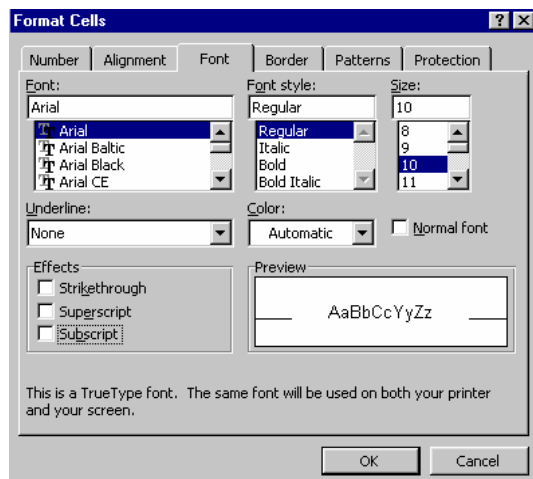 Format Cells
Number Alignment Font Border Patterns Protection
Font: Font style: Size:
Arial Regular 10
Arial Regular 8
Arial Baltic Italic 9
Arial Black Bold 10
Arial CE Bold Italic 11
Underline: Color:
None Automatic Normal font
Effects Preview
Strikethrough
Superscript AaBbCcYyZz
Subscript
This is a TrueType font. The same font will be used on both your printer
and your screen.
OK Cancel